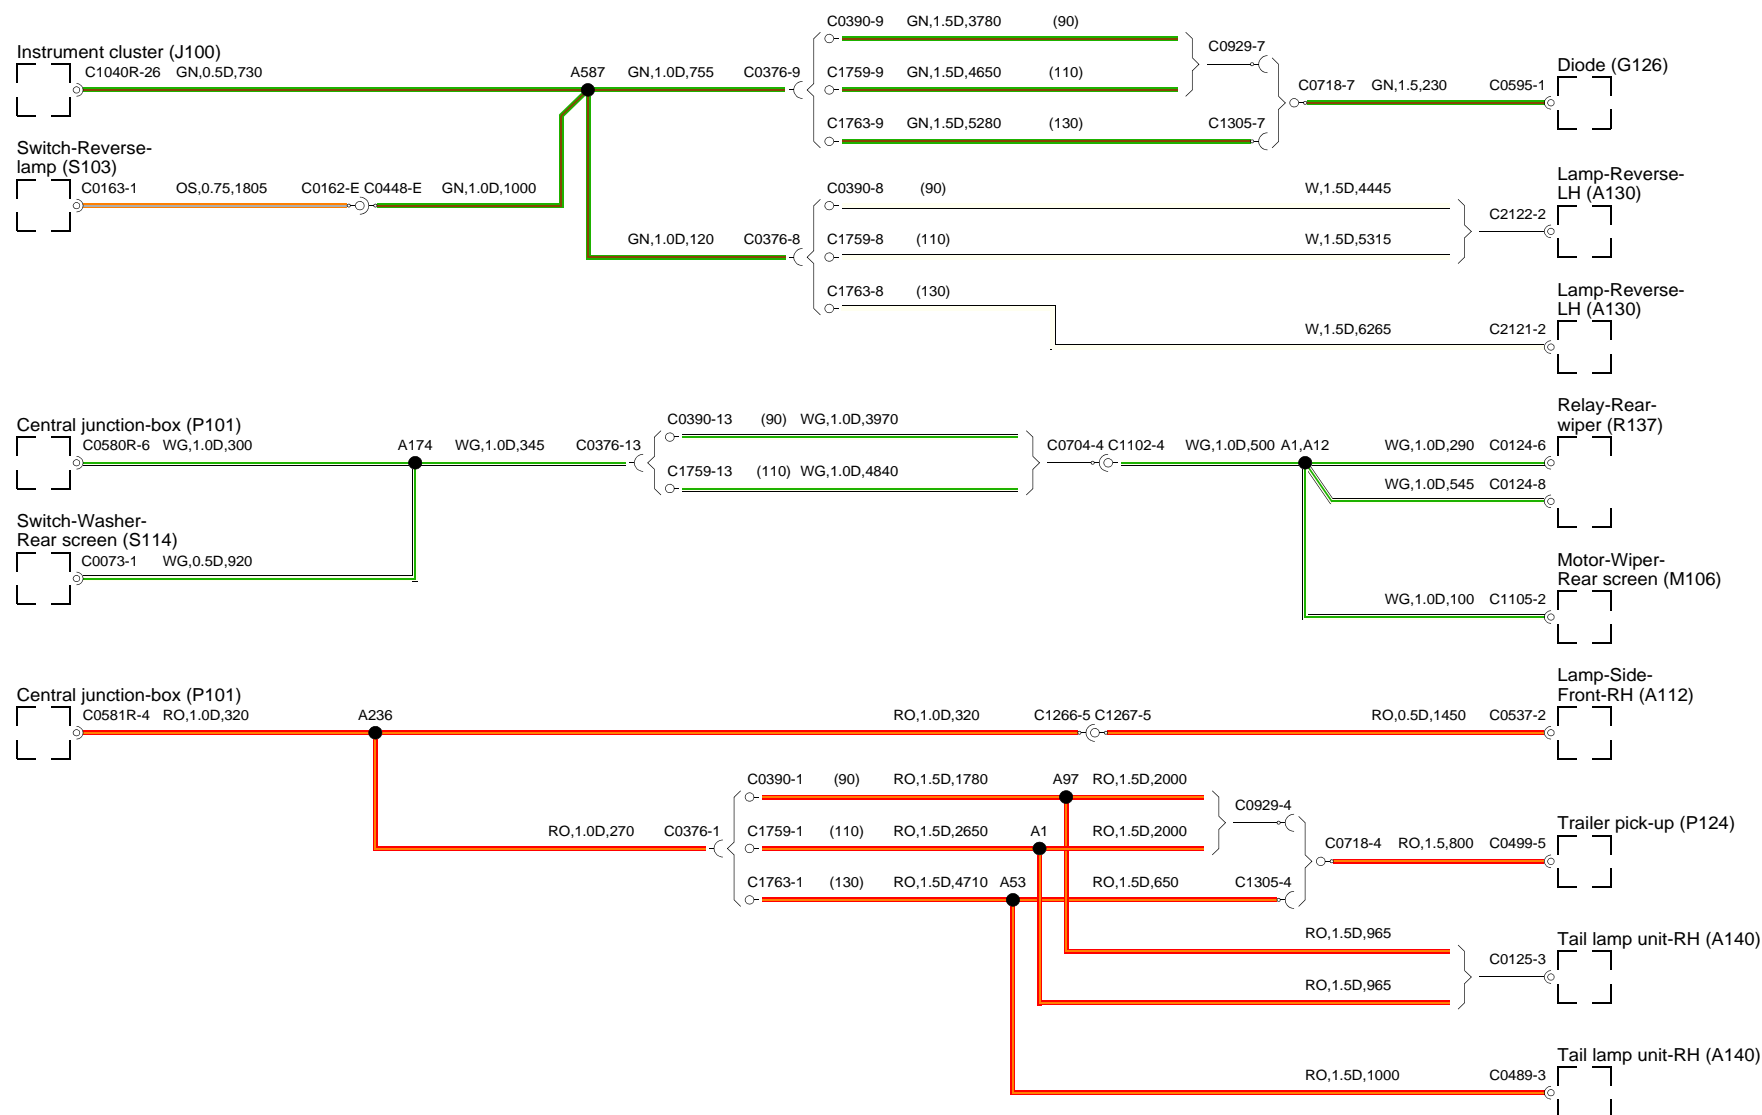 C0390-9 GN,1.5D,3780 (90)
Instrument cluster (J100)
C0929-7
C1040R-26 GN,0.5D,730 A587 GN,1.0D,755 C0376-9 C1759-9 GN,1.5D,4650 (110)
Diode (G126)
C0718-7 GN,1.5,230 C0595-1
C1763-9 GN,1.5D,5280 (130) C1305-7
Switch-Reverse-
lamp (S103)
Lamp-Reverse-
LH (A130)
C0163-1 OS,0.75,1805 C0162-E C0448-E GN,1.0D,1000 C0390-8 (90) W,1.5D,4445
C2122-2
GN,1.0D,120 C0376-8 C1759-8 (110) W,1.5D,5315
C1763-8 (130)
Lamp-Reverse-
LH (A130)
W,1.5D,6265 C2121-2
Central junction-box (P101)
C0390-13 (90) WG,1.0D,3970
Relay-Rear-
wiper (R137)
C0580R-6 WG,1.0D,300 A174 WG,1.0D,345 C0376-13 C0704-4 C1102-4 WG,1.0D,500 A1,A12 WG,1.0D,290 C0124-6
C1759-13 (110) WG,1.0D,4840
WG,1.0D,545 C0124-8
Switch-Washer-
Rear screen (S114)
C0073-1 WG,0.5D,920
Motor-Wiper-
Rear screen (M106)
WG,1.0D,100 C1105-2
Central junction-box (P101)
Lamp-Side-
Front-RH (A112)
C0581R-4 RO,1.0D,320 A236 RO,1.0D,320 C1266-5 C1267-5 RO,0.5D,1450 C0537-2
C0390-1 (90) RO,1.5D,1780 A97 RO,1.5D,2000
C0929-4
RO,1.0D,270 C0376-1 C1759-1 (110) RO,1.5D,2650 A1 RO,1.5D,2000
Trailer pick-up (P124)
C0718-4 RO,1.5,800 C0499-5
C1763-1 (130) RO,1.5D,4710 A53 RO,1.5D,650 C1305-4
RO,1.5D,965
Tail lamp unit-RH (A140)
C0125-3
RO,1.5D,965
Tail lamp unit-RH (A140)
RO,1.5D,1000 C0489-3